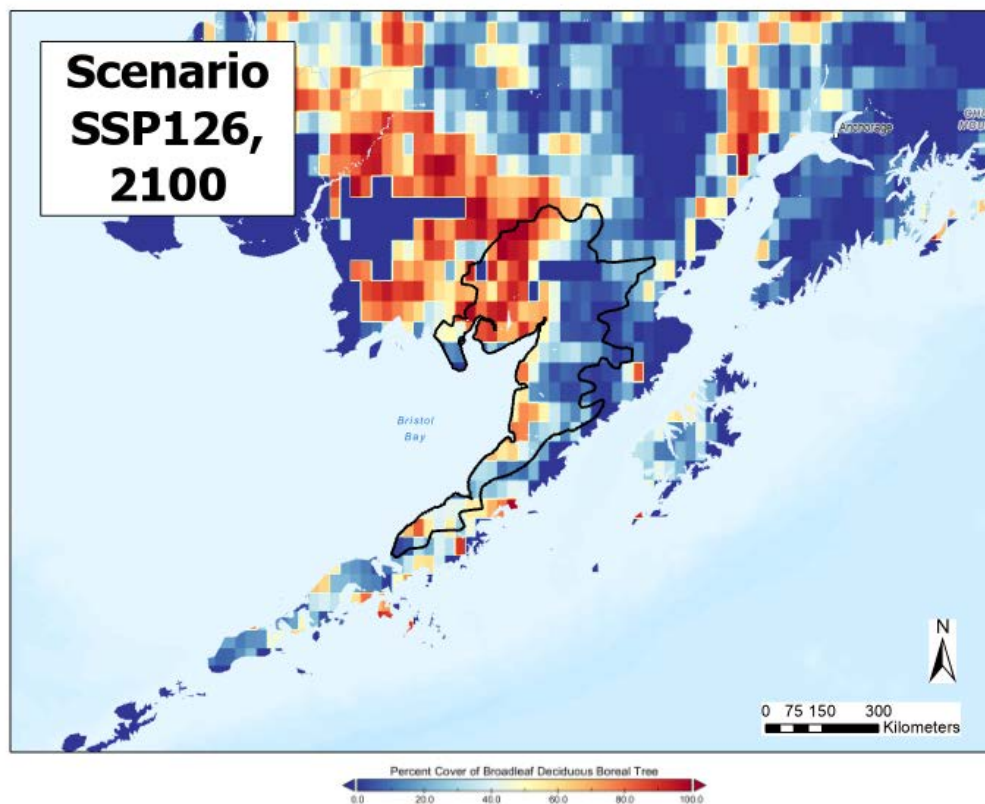 Scenario
SSP126,
2100
Anchorage
Bristol
Bay
N
0 75 150 300
Kilometers
Percent Cover of Broadleaf Deciduous Boreal Tree
0.0 20.0 40.0 60.0 80.0 100.0